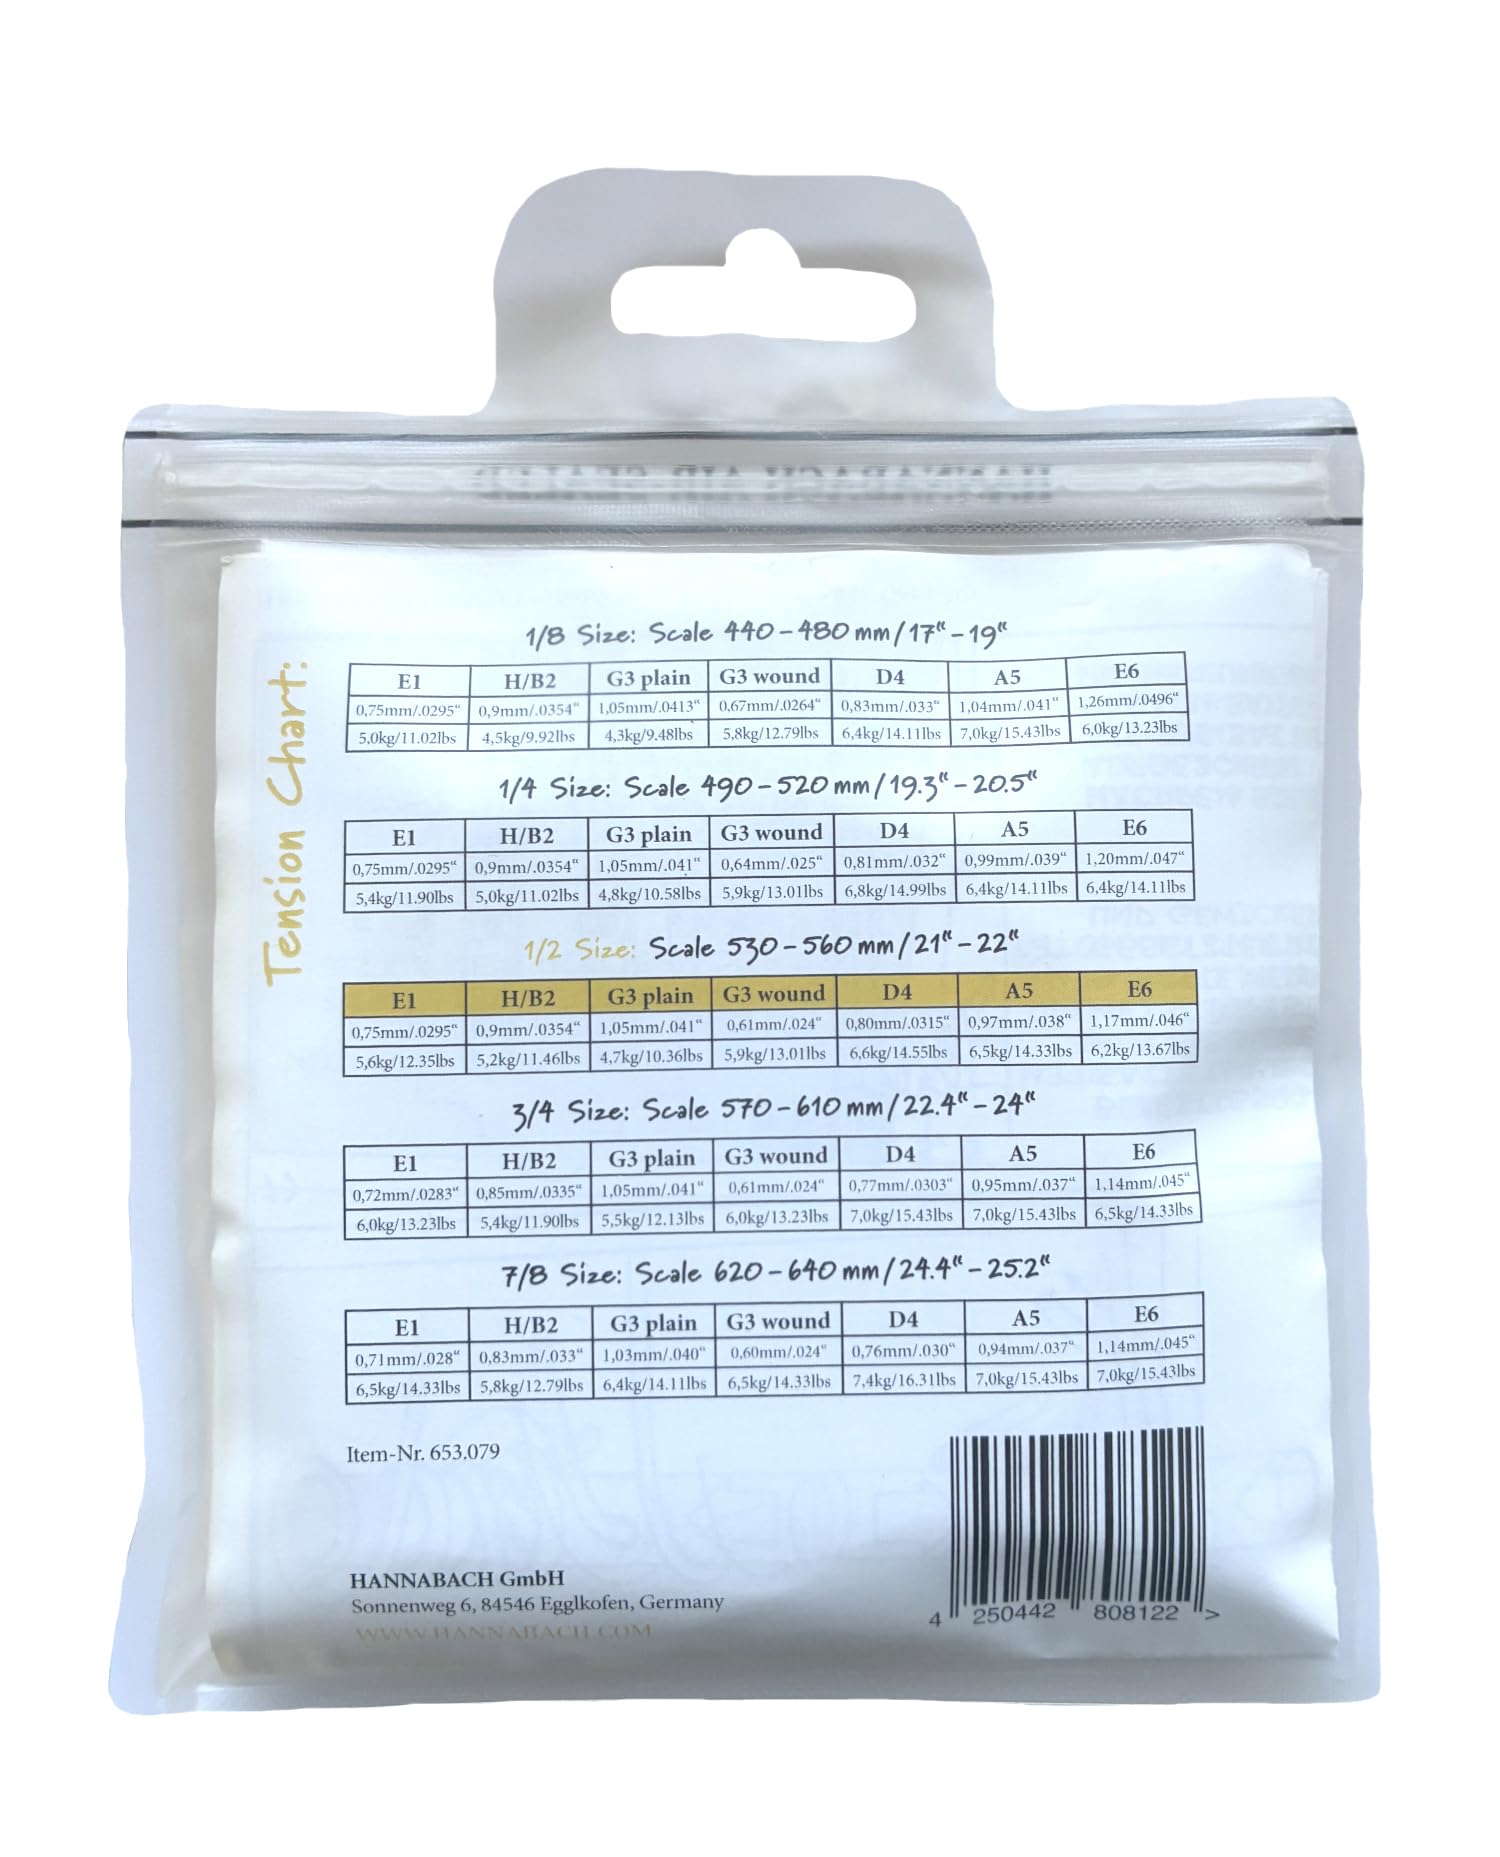 HANNABACH AIR SEALED
Tension Chart:
1/8 Size: Scale 440-480 mm/17“-19“
E1 H/B2 G3 plain G3 wound D4 A5 E6
0,75mm/.0295“ 0,9mm/.0354“ 1,05mm/.0413“ 0,67mm/.0264“ 0,83mm/.033“ 1,04mm/.041“ 1,26mm/.0496“
5,0kg/11.02lbs 4,5kg/9.92lbs 4,3kg/9.48lbs 5,8kg/12.79lbs 6,4kg/14.11lbs 7,0kg/15.43lbs 6,0kg/13.23lbs
1/4 Size: Scale 490-520 mm/19.3“-20.5“
E1 H/B2 G3 plain G3 wound D4 A5 E6
0,75mm/.0295“ 0,9mm/.0354“ 1,05mm/.041“ 0,64mm/.025“ 0,81mm/.032“ 0,99mm/.039“ 1,20mm/.047“
5,4kg/11.90lbs 5,0kg/11.02lbs 4,8kg/10.58lbs 5,9kg/13.01lbs 6,8kg/14.99lbs 6,4kg/14.11lbs 6,4kg/14.11lbs
1/2 Size: Scale 530-560 mm/21“-22“
E1 H/B2 G3 plain G3 wound D4 A5 E6
0,75mm/.0295“ 0,9mm/.0354“ 1,05mm/.041“ 0,61mm/.024“ 0,80mm/.0315“ 0,97mm/.038“ 1,17mm/.046“
5,6kg/12.35lbs 5,2kg/11.46lbs 4,7kg/10.36lbs 5,9kg/13.01lbs 6,6kg/14.55lbs 6,5kg/14.33lbs 6,2kg/13.67lbs
3/4 Size: Scale 570-610 mm/22.4“-24“
E1 H/B2 G3 plain G3 wound D4 A5 E6
0,72mm/.0283“ 0,85mm/.0335“ 1,05mm/.041“ 0,61mm/.024“ 0,77mm/.0303“ 0,95mm/.037“ 1,14mm/.045“
6,0kg/13.23lbs 5,4kg/11.90lbs 5,5kg/12.13lbs 6,0kg/13.23lbs 7,0kg/15.43lbs 7,0kg/15.43lbs 6,5kg/14.33lbs
7/8 Size: Scale 620-640 mm/24.4“-25.2“
E1 H/B2 G3 plain G3 wound D4 A5 E6
0,71mm/.028“ 0,83mm/.033“ 1,03mm/.040“ 0,60mm/.024“ 0,76mm/.030“ 0,94mm/.037“ 1,14mm/.045“
6,5kg/14.33lbs 5,8kg/12.79lbs 6,4kg/14.11lbs 6,5kg/14.33lbs 7,4kg/16.31lbs 7,0kg/15.43lbs 7,0kg/15.43lbs
Item-Nr. 653.079
HANNABACH GmbH
Sonnenweg 6, 84546 Egglkofen, Germany
WWW.HANNABACH.COM
4 250442 808122 >